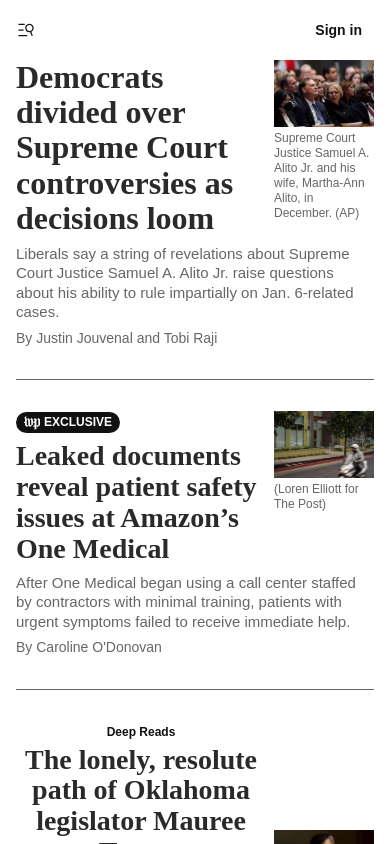 Sign in
Democrats
divided over
Supreme Court
controversies as
decisions loom
Supreme Court
Justice Samuel A.
Alito Jr. and his
wife, Martha-Ann
Alito, in
December. (AP)
Liberals say a string of revelations about Supreme
Court Justice Samuel A. Alito Jr. raise questions
about his ability to rule impartially on Jan. 6-related
cases.
By Justin Jouvenal and Tobi Raji
wp EXCLUSIVE
Leaked documents
reveal patient safety
issues at Amazon’s
One Medical
(Loren Elliott for
The Post)
After One Medical began using a call center staffed
by contractors with minimal training, patients with
urgent symptoms failed to receive immediate help.
By Caroline O'Donovan
Deep Reads
The lonely, resolute
path of Oklahoma
legislator Mauree